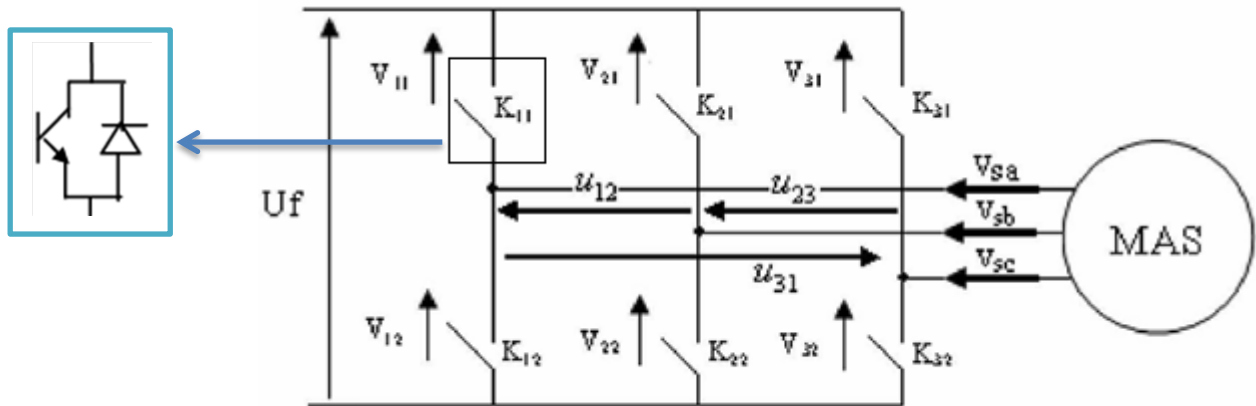 V11
K11
V21
K21
V31
K31
Uf
u12
u23
u31
Vsa
Vsb
Vsc
MAS
V12
K12
V22
K22
V32
K32